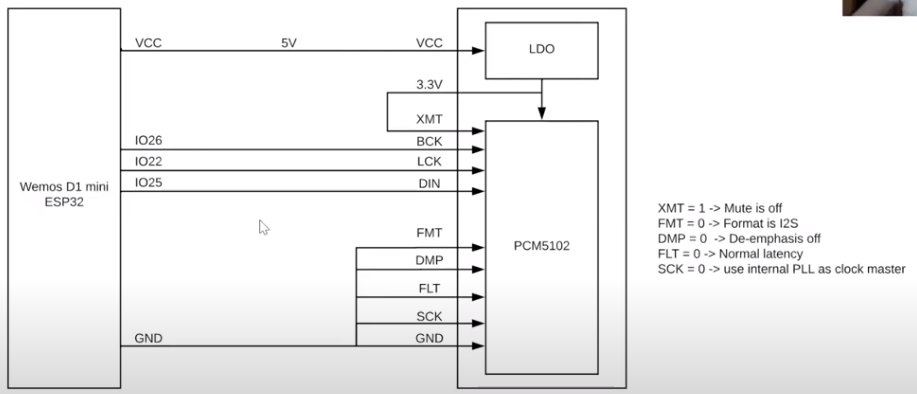 VCC
5V
VCC
LDO
3.3V
XMT
IO26
BCK
IO22
LCK
IO25
DIN
Wemos D1 mini
ESP32
FMT
PCM5102
DMP
FLT
SCK
GND
GND
XMT = 1 -> Mute is off
FMT = 0 -> Format is I2S
DMP = 0 -> De-emphasis off
FLT = 0 -> Normal latency
SCK = 0 -> use internal PLL as clock master